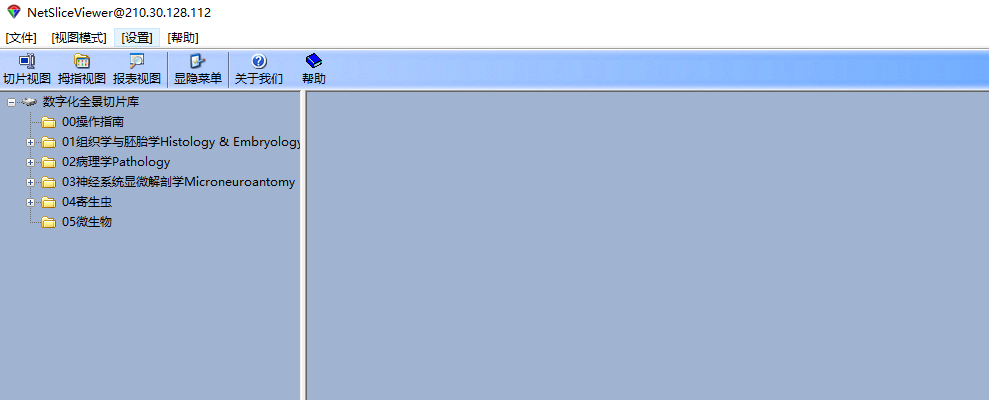 NetSliceViewer@210.30.128.112
[文件] [视图模式] [设置] [帮助]
切片视图 拇指视图 报表视图 显隐菜单 关于我们 帮助
数字化全景切片库
00操作指南
01组织学与胚胎学Histology & Embryology
02病理学Pathology
03神经系统显微解剖学Microneuroantomy
04寄生虫
05微生物